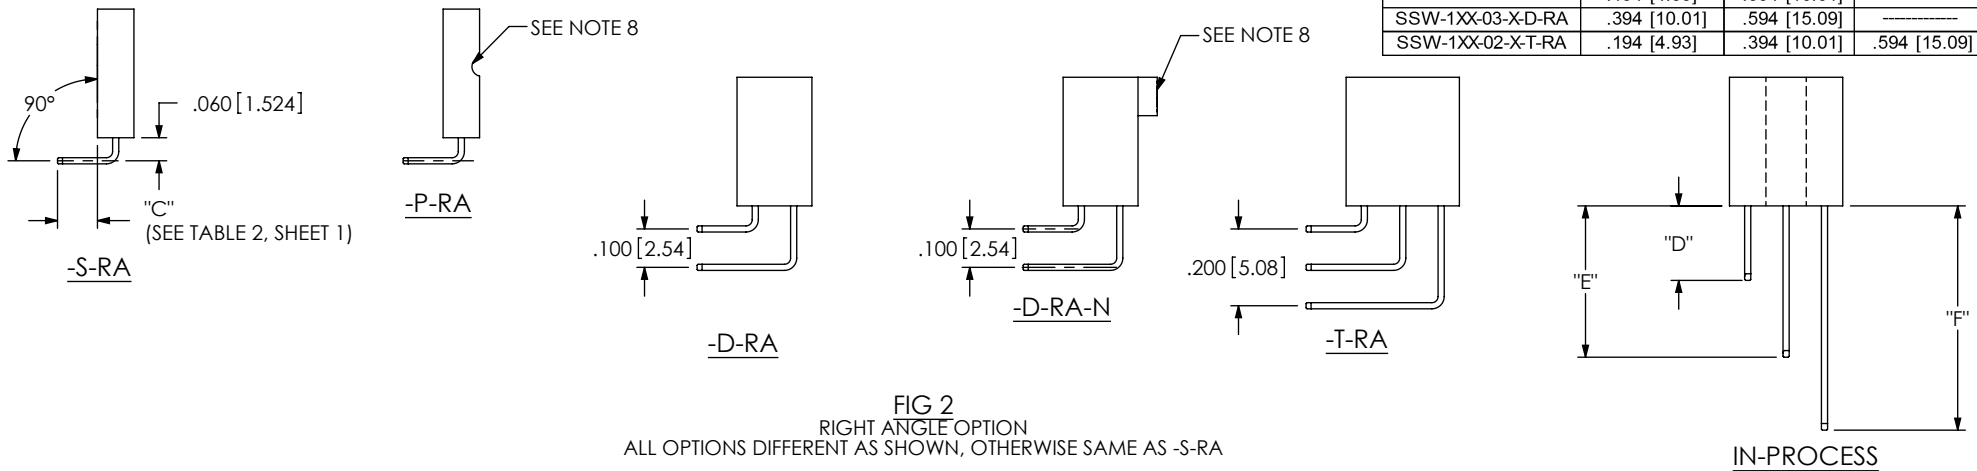 SSW-1XX-03-X-D-RA .394 [10.01] .594 [15.09] -------------
SSW-1XX-02-X-T-RA .194 [4.93] .394 [10.01] .594 [15.09]
SEE NOTE 8
90°
.060 [1.524]
"C"
(SEE TABLE 2, SHEET 1)
-S-RA
-P-RA
.100 [2.54]
-D-RA
SEE NOTE 8
.100 [2.54]
-D-RA-N
.200 [5.08]
-T-RA
"D"
"E"
"F"
IN-PROCESS
FIG 2
RIGHT ANGLE OPTION
ALL OPTIONS DIFFERENT AS SHOWN, OTHERWISE SAME AS -S-RA